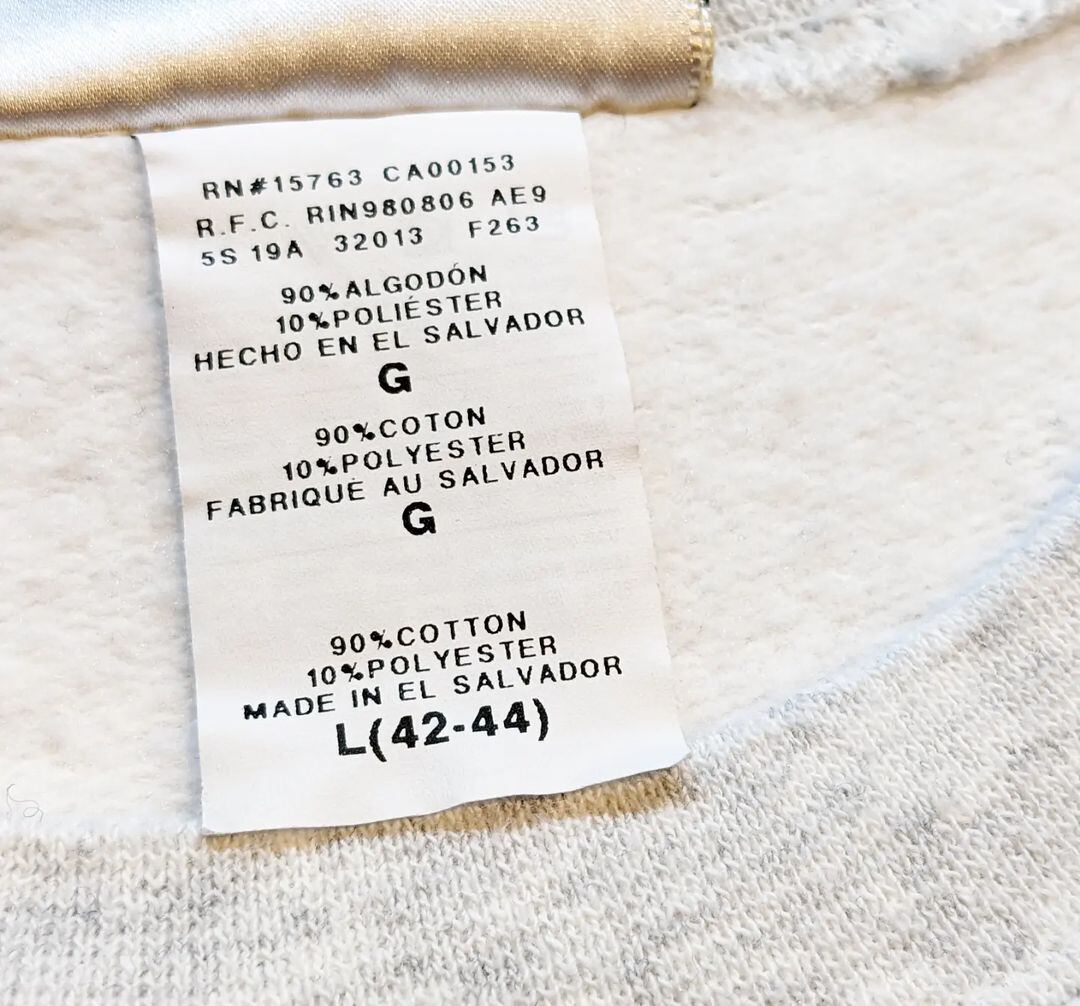 RN#15763 CA00153
R.F.C. RIN980806 AE9
5S 19A 32013 F263
90%ALGODÓN
10%POLIÉSTER
HECHO EN EL SALVADOR
G
90%COTON
10%POLYESTER
FABRIQUÉ AU SALVADOR
G
90%COTTON
10%POLYESTER
MADE IN EL SALVADOR
L(42-44)